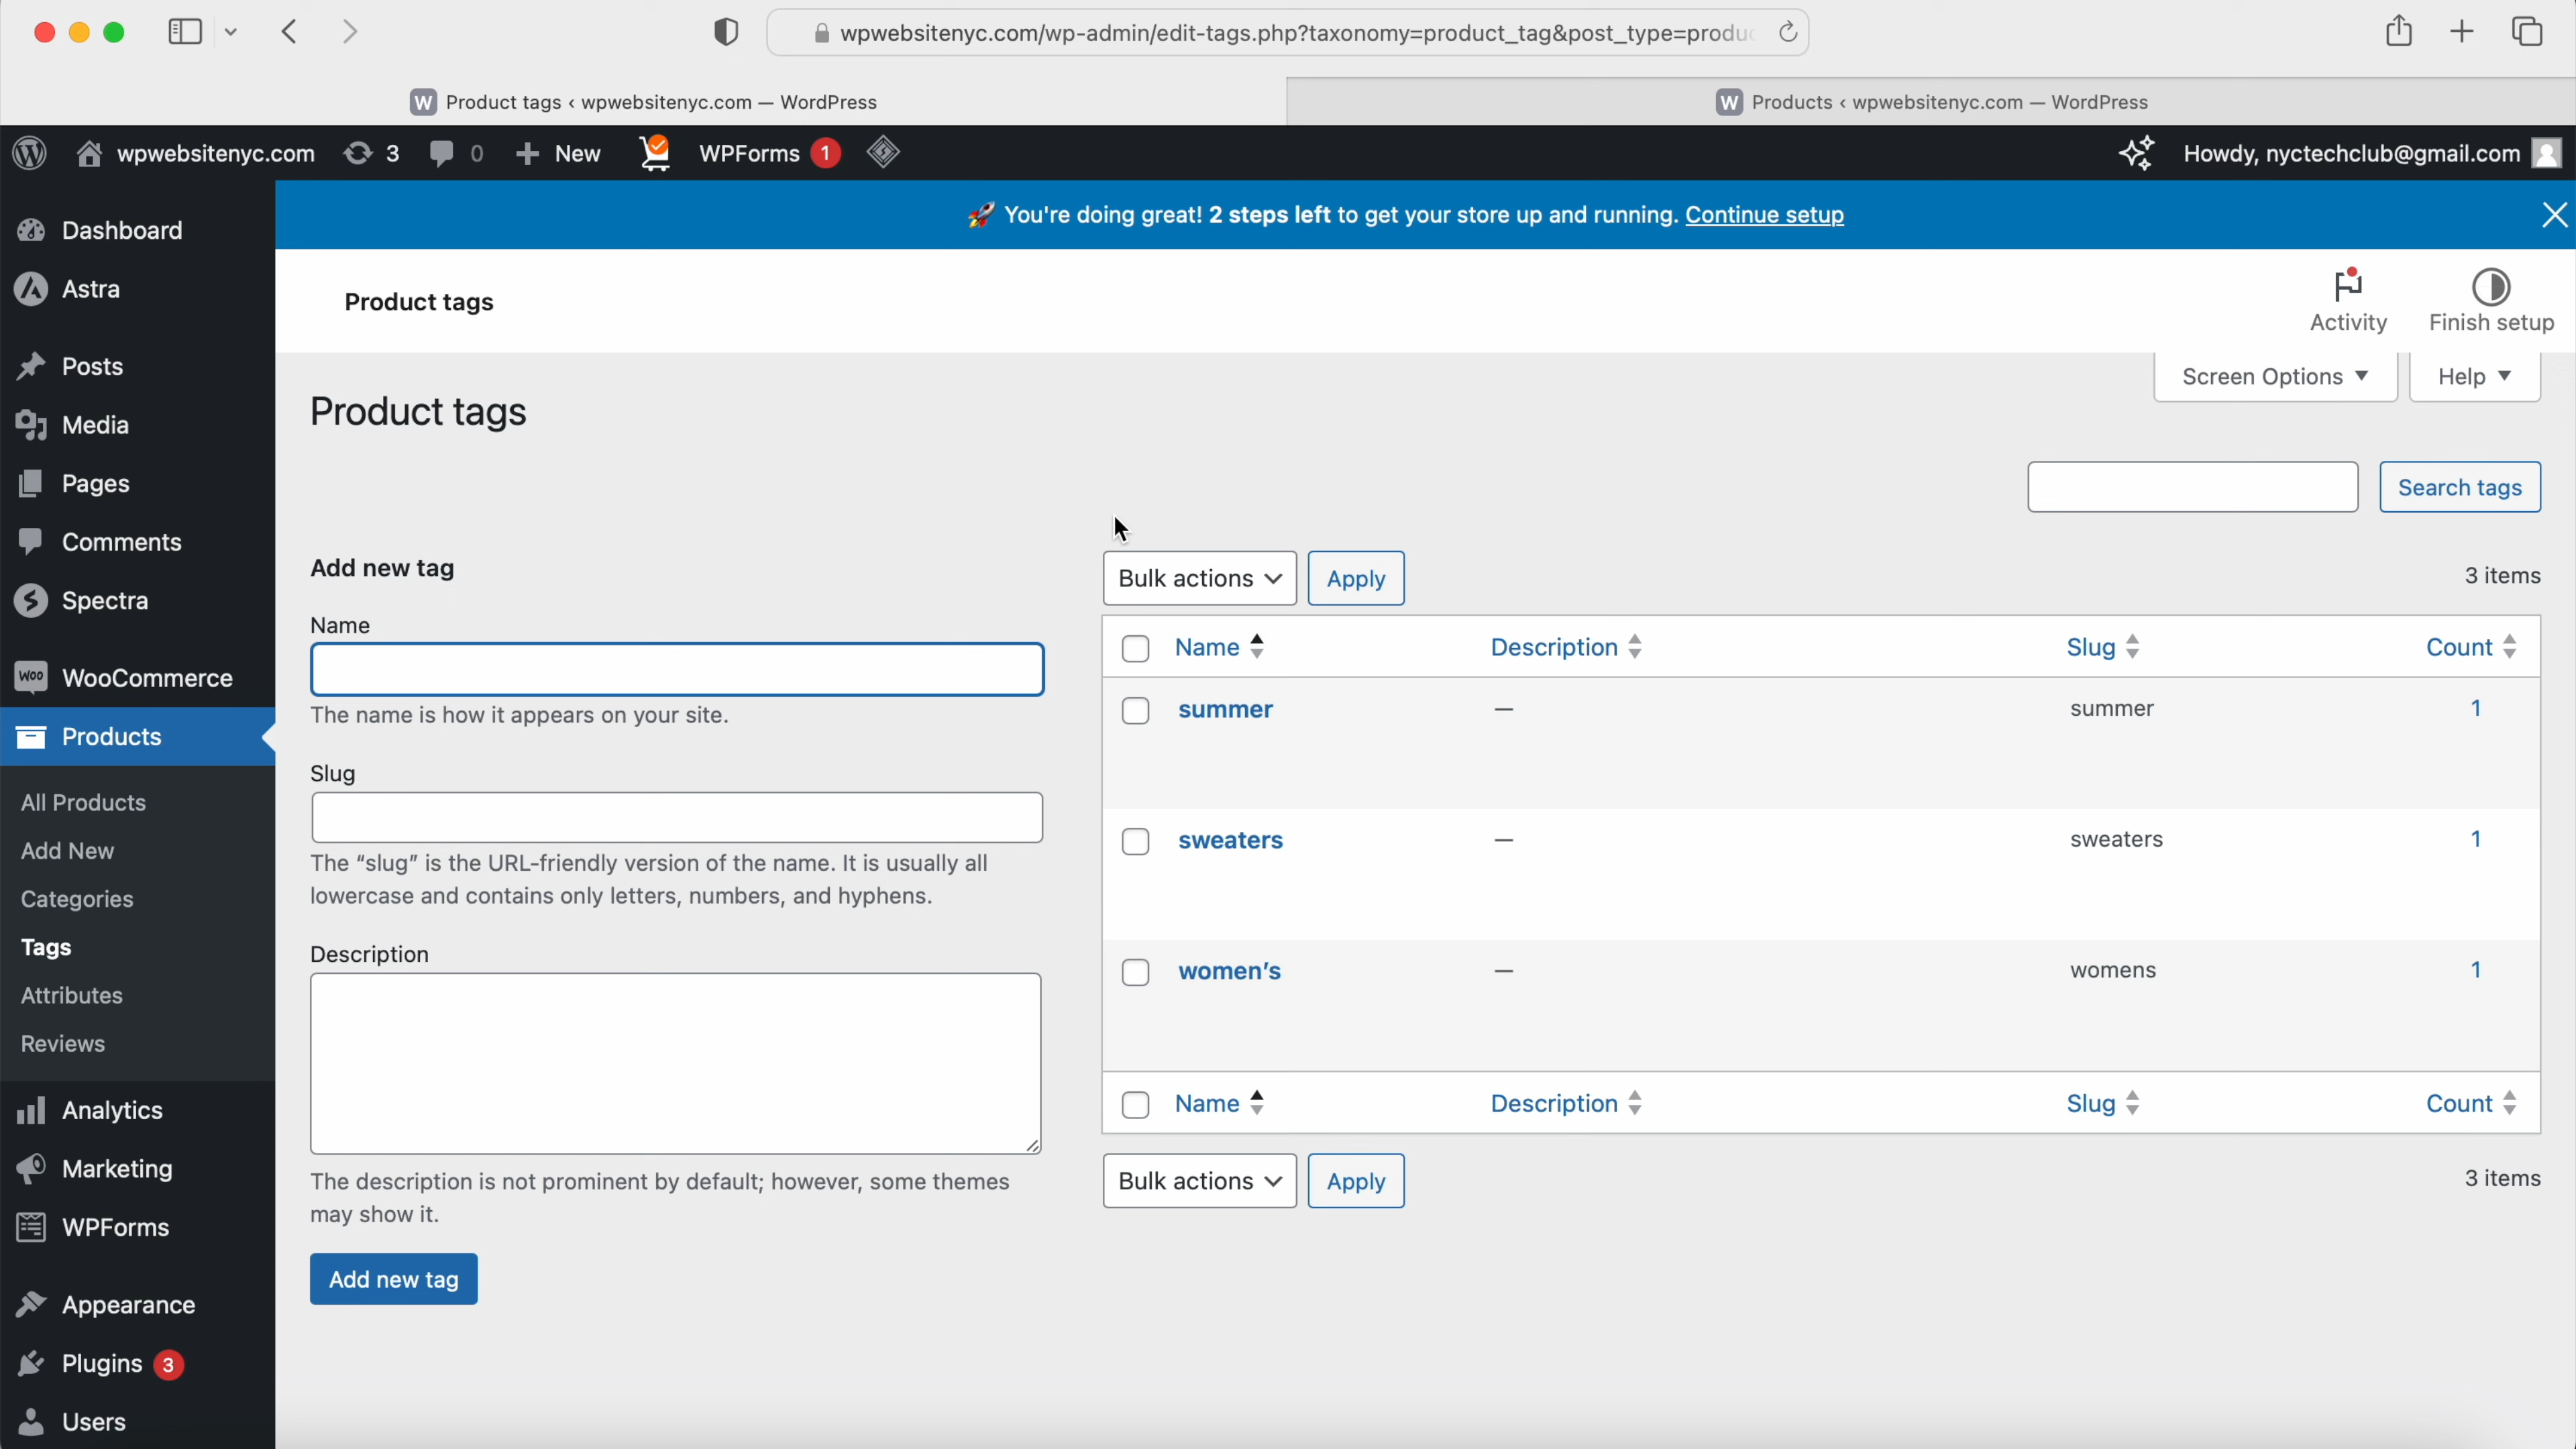 wpwebsitenyc.com/wp-admin/edit-tags.php?taxonomy=product_tag&post_type=produc
W Product tags ‹ wpwebsitenyc.com — WordPress
W Products ‹ wpwebsitenyc.com — WordPress
wpwebsitenyc.com 3 0 New WPForms 1 Howdy, nyctechclub@gmail.com
🚀 You're doing great! 2 steps left to get your store up and running. Continue setup
Dashboard
Astra
Posts
Media
Pages
Comments
Spectra
WOO WooCommerce
Products
All Products
Add New
Categories
Tags
Attributes
Reviews
Analytics
Marketing
WPForms
Appearance
Plugins 3
Users
Product tags
Activity
Finish setup
Screen Options
Help
Product tags
Search tags
Add new tag
Name
The name is how it appears on your site.
Slug
The “slug” is the URL-friendly version of the name. It is usually all
lowercase and contains only letters, numbers, and hyphens.
Description
The description is not prominent by default; however, some themes
may show it.
Add new tag
Bulk actions Apply 3 items
Name Description Slug Count
summer — summer 1
sweaters — sweaters 1
women’s — womens 1
Name Description Slug Count
Bulk actions Apply 3 items